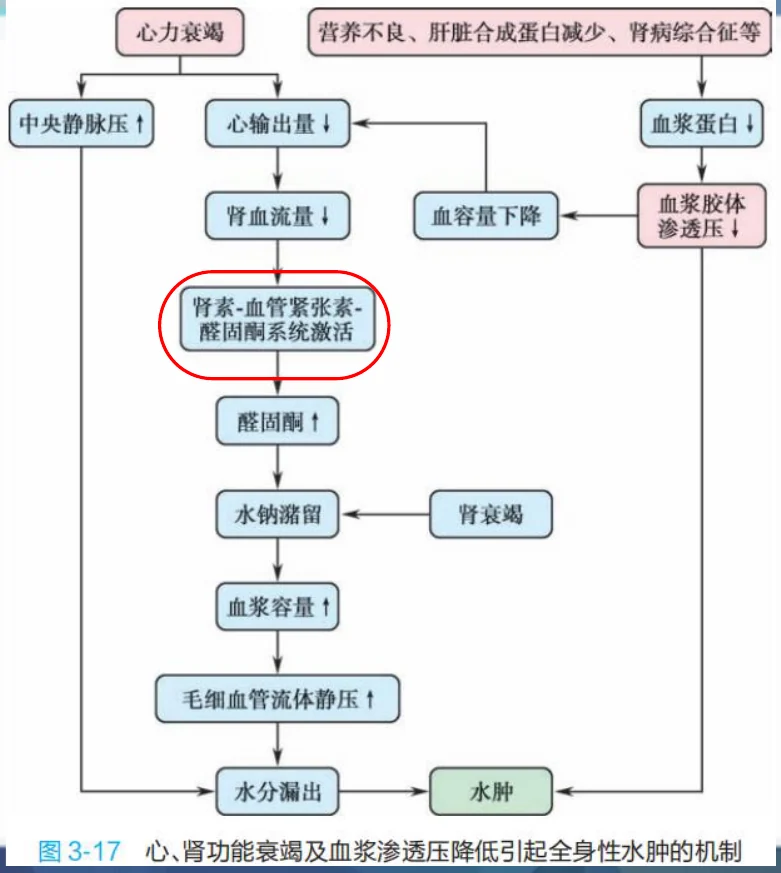 心力衰竭
营养不良、肝脏合成蛋白减少、肾病综合征等
中央静脉压↑
心输出量↓
血浆蛋白↓
肾血流量↓
血容量下降
血浆胶体
渗透压↓
肾素-血管紧张素-
醛固酮系统激活
醛固酮↑
水钠潴留
肾衰竭
血浆容量↑
毛细血管流体静压↑
水分漏出
水肿
图 3-17 心、肾功能衰竭及血浆渗透压降低引起全身性水肿的机制